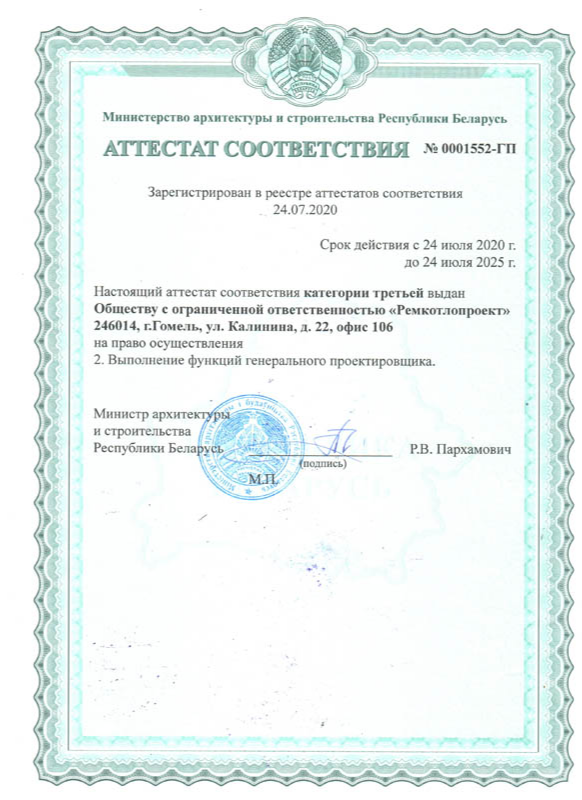 Министерство архитектуры и строительства Республики Беларусь
АТТЕСТАТ СООТВЕТСТВИЯ № 0001552-ГП
Зарегистрирован в реестре аттестатов соответствия
24.07.2020
Срок действия с 24 июля 2020 г.
до 24 июля 2025 г.
Настоящий аттестат соответствия категории третьей выдан
Обществу с ограниченной ответственностью «Ремкотлопроект»
246014, г.Гомель, ул. Калинина, д. 22, офис 106
на право осуществления
2. Выполнение функций генерального проектировщика.
Министр архитектуры
и строительства
Республики Беларусь Р.В. Пархамович
(подпись)
М.П.